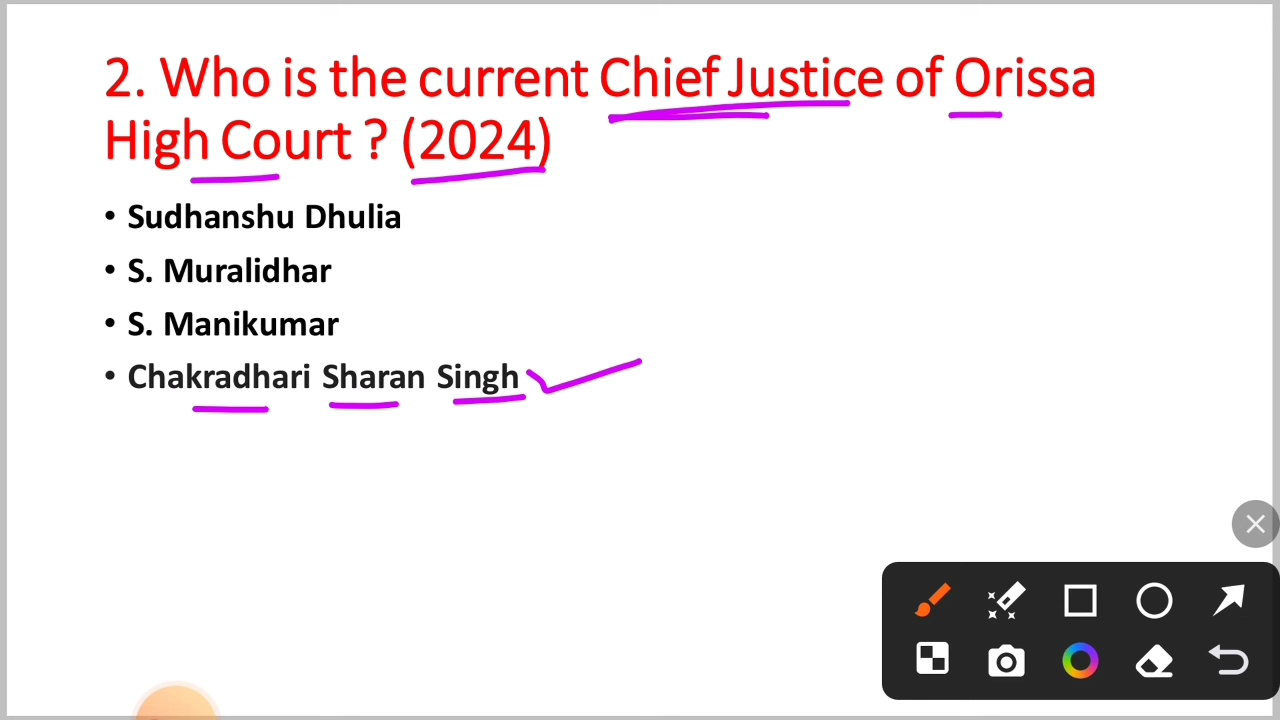 2. Who is the current Chief Justice of Orissa
High Court ? (2024)
• Sudhanshu Dhulia
• S. Muralidhar
• S. Manikumar
• Chakradhari Sharan Singh